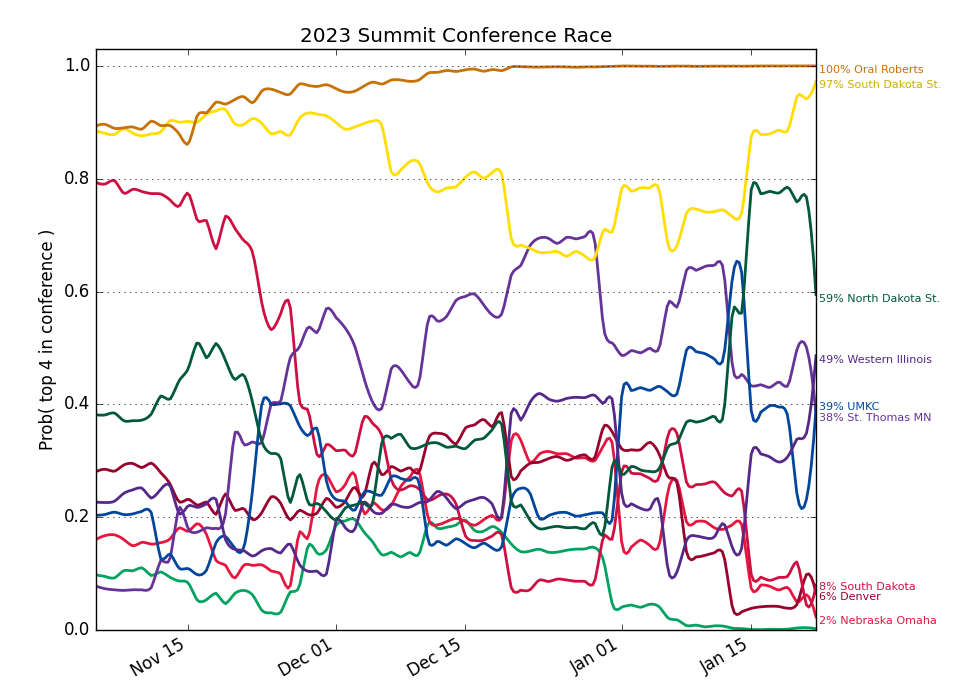 2023 Summit Conference Race
Prob( top 4 in conference )
1.0
0.8
0.6
0.4
0.2
0.0
Nov 15
Dec 01
Dec 15
Jan 01
Jan 15
100% Oral Roberts
97% South Dakota St.
59% North Dakota St.
49% Western Illinois
39% UMKC
38% St. Thomas MN
8% South Dakota
6% Denver
2% Nebraska Omaha